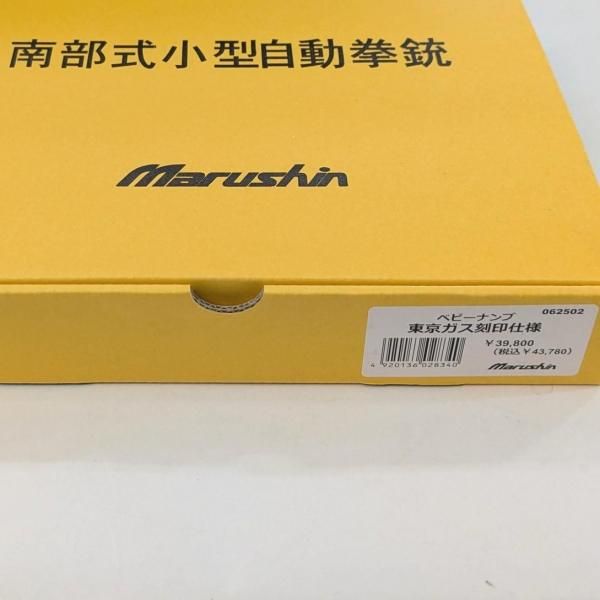 南部式小型自動拳銃
Marushin
062502
ベビーナンブ
東京ガス刻印仕様
￥39,800
(税込￥43,780)
4 920136 028340
Marushin